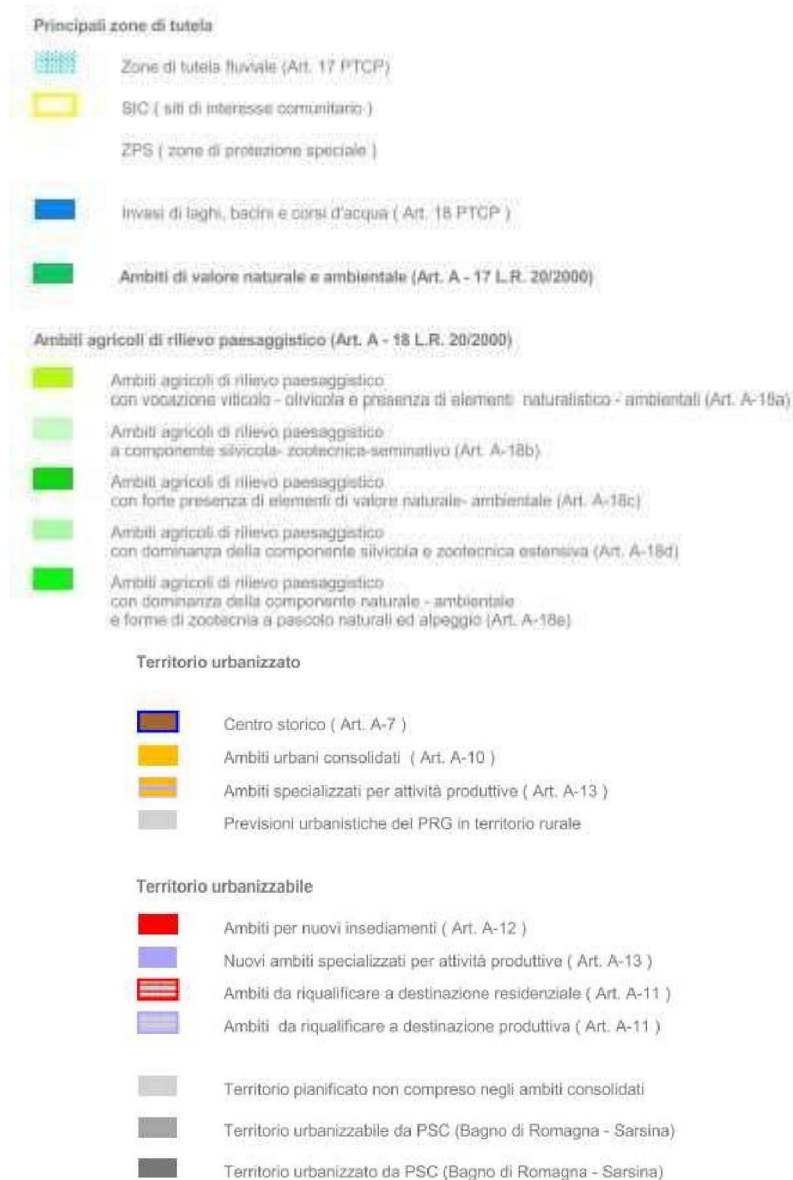 Principali zone di tutela
Zone di tutela fluviale (Art. 17 PTCP)
SIC ( siti di interesse comunitario )
ZPS ( zone di protezione speciale )
Invasi di laghi, bacini e corsi d'acqua ( Art. 18 PTCP )
Ambiti di valore naturale e ambientale (Art. A - 17 L.R. 20/2000)
Ambiti agricoli di rilievo paesaggistico (Art. A - 18 L.R. 20/2000)
Ambiti agricoli di rilievo paesaggistico
con vocazione viticolo - olivicola e presenza di elementi naturalistico - ambientali (Art. A-18a)
Ambiti agricoli di rilievo paesaggistico
a componente silvicola- zootecnica-seminativo (Art. A-18b)
Ambiti agricoli di rilievo paesaggistico
con forte presenza di elementi di valore naturale- ambientale (Art. A-18c)
Ambiti agricoli di rilievo paesaggistico
con dominanza della componente silvicola e zootecnica estensiva (Art. A-18d)
Ambiti agricoli di rilievo paesaggistico
con dominanza della componente naturale - ambientale
e forme di zootecnia a pascolo naturali ed alpeggio (Art. A-18e)
Territorio urbanizzato
Centro storico ( Art. A-7 )
Ambiti urbani consolidati ( Art. A-10 )
Ambiti specializzati per attività produttive ( Art. A-13 )
Previsioni urbanistiche del PRG in territorio rurale
Territorio urbanizzabile
Ambiti per nuovi insediamenti ( Art. A-12 )
Nuovi ambiti specializzati per attività produttive ( Art. A-13 )
Ambiti da riqualificare a destinazione residenziale ( Art. A-11 )
Ambiti da riqualificare a destinazione produttiva ( Art. A-11 )
Territorio pianificato non compreso negli ambiti consolidati
Territorio urbanizzabile da PSC (Bagno di Romagna - Sarsina)
Territorio urbanizzato da PSC (Bagno di Romagna - Sarsina)